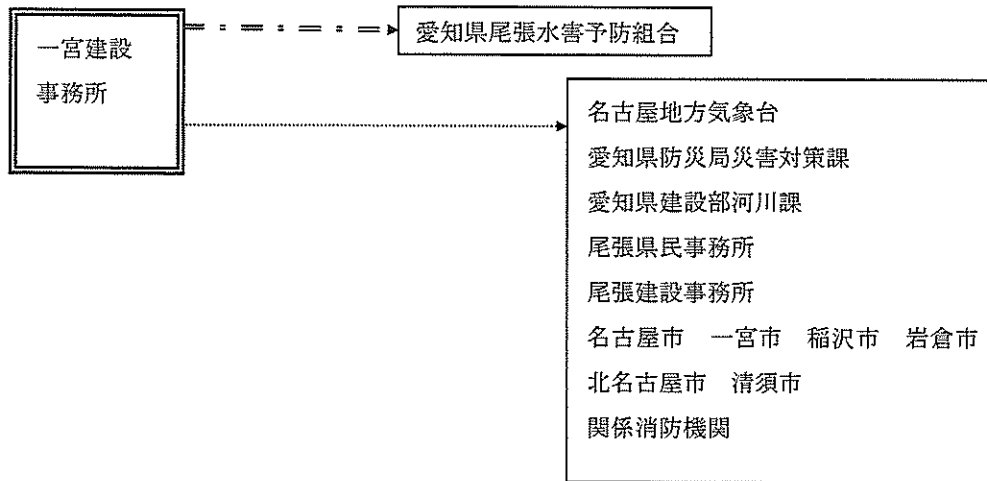 一宮建設
事務所
愛知県尾張水害予防組合
名古屋地方気象台
愛知県防災局災害対策課
愛知県建設部河川課
尾張県民事務所
尾張建設事務所
名古屋市　一宮市　稲沢市　岩倉市
北名古屋市　清須市
関係消防機関